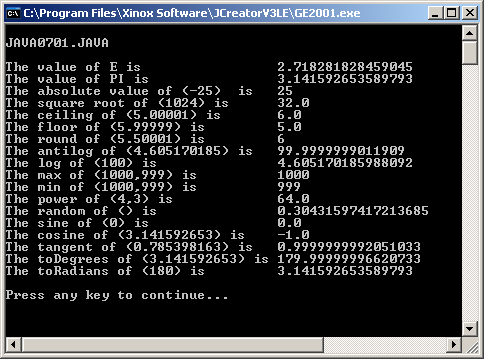 C:\Program Files\Xinox Software\JCreatorV3LE\GE2001.exe
JAVA0701.JAVA
The value of E is 2.718281828459045
The value of PI is 3.141592653589793
The absolute value of (-25) is 25
The square root of (1024) is 32.0
The ceiling of (5.00001) is 6.0
The floor of (5.99999) is 5.0
The round of (5.50001) is 6
The antilog of (4.605170185) is 99.9999999011909
The log of (100) is 4.605170185988092
The max of (1000,999) is 1000
The min of (1000,999) is 999
The power of (4,3) is 64.0
The random of () is 0.30431597417213685
The sine of (0) is 0.0
The cosine of (3.141592653) is -1.0
The tangent of (0.785398163) is 0.9999999992051033
The toDegrees of (3.141592653) is 179.99999996620733
The toRadians of (180) is 3.141592653589793
Press any key to continue...